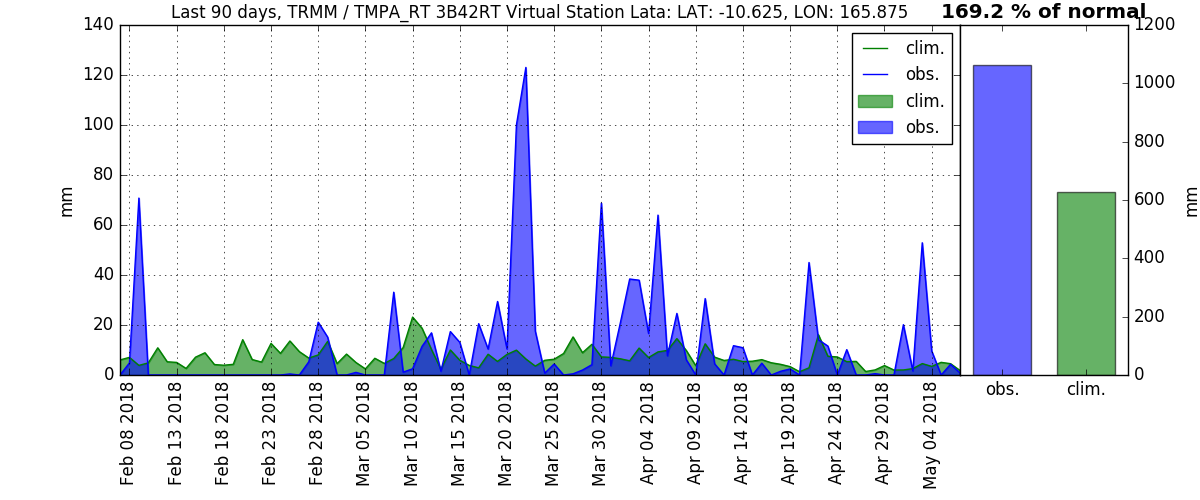 Last 90 days, TRMM / TMPA_RT 3B42RT Virtual Station Lata: LAT: -10.625, LON: 165.875
169.2 % of normal
140
120
100
80
60
40
20
0
mm
clim.
obs.
clim.
obs.
1200
1000
800
600
400
200
0
mm
Feb 08 2018
Feb 13 2018
Feb 18 2018
Feb 23 2018
Feb 28 2018
Mar 05 2018
Mar 10 2018
Mar 15 2018
Mar 20 2018
Mar 25 2018
Mar 30 2018
Apr 04 2018
Apr 09 2018
Apr 14 2018
Apr 19 2018
Apr 24 2018
Apr 29 2018
May 04 2018
obs.
clim.